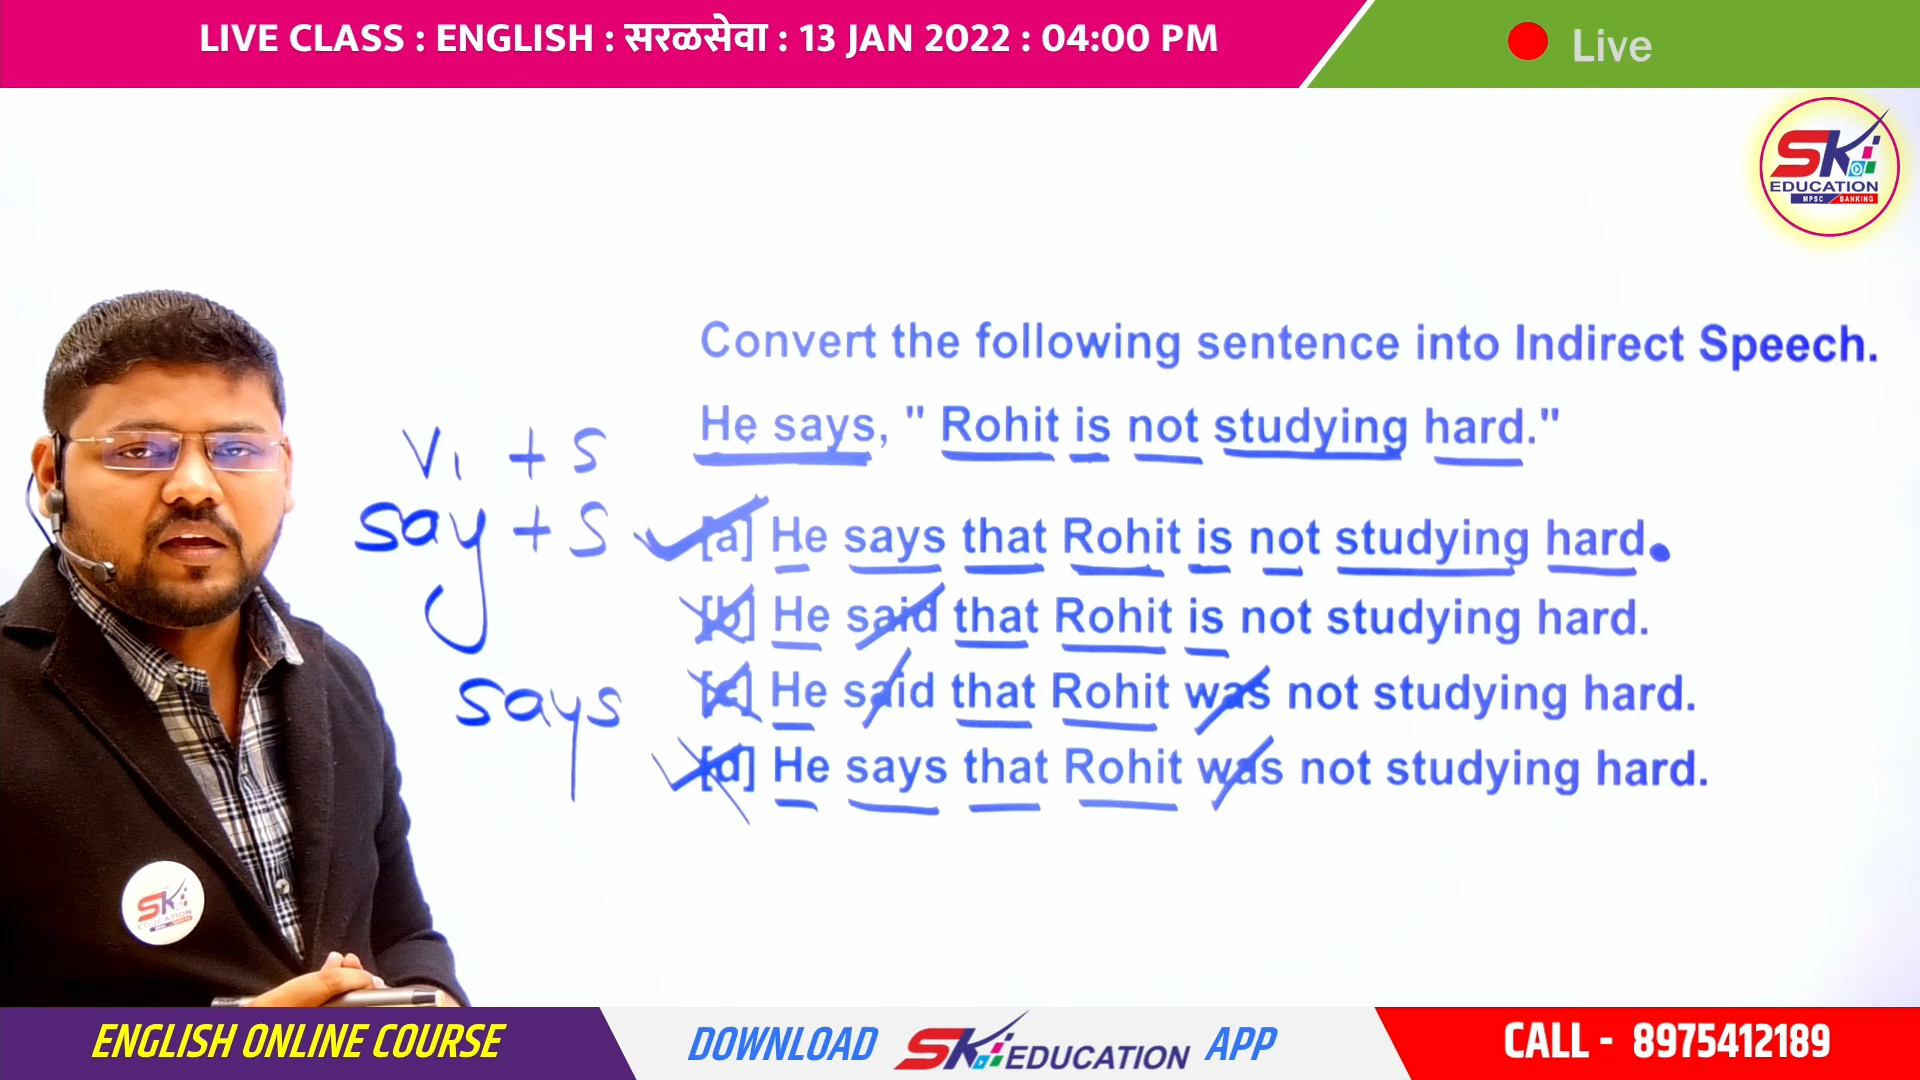 LIVE CLASS : ENGLISH : सरळसेवा : 13 JAN 2022 : 04:00 PM
Live
SK
EDUCATION
MPSC BANKING
Convert the following sentence into Indirect Speech.
He says, " Rohit is not studying hard."
V1 + S
say + S
says
[a] He says that Rohit is not studying hard.
[b] He said that Rohit is not studying hard.
[c] He said that Rohit was not studying hard.
[d] He says that Rohit was not studying hard.
SK
EDUCATION
ENGLISH ONLINE COURSE
DOWNLOAD SK EDUCATION APP
CALL - 8975412189